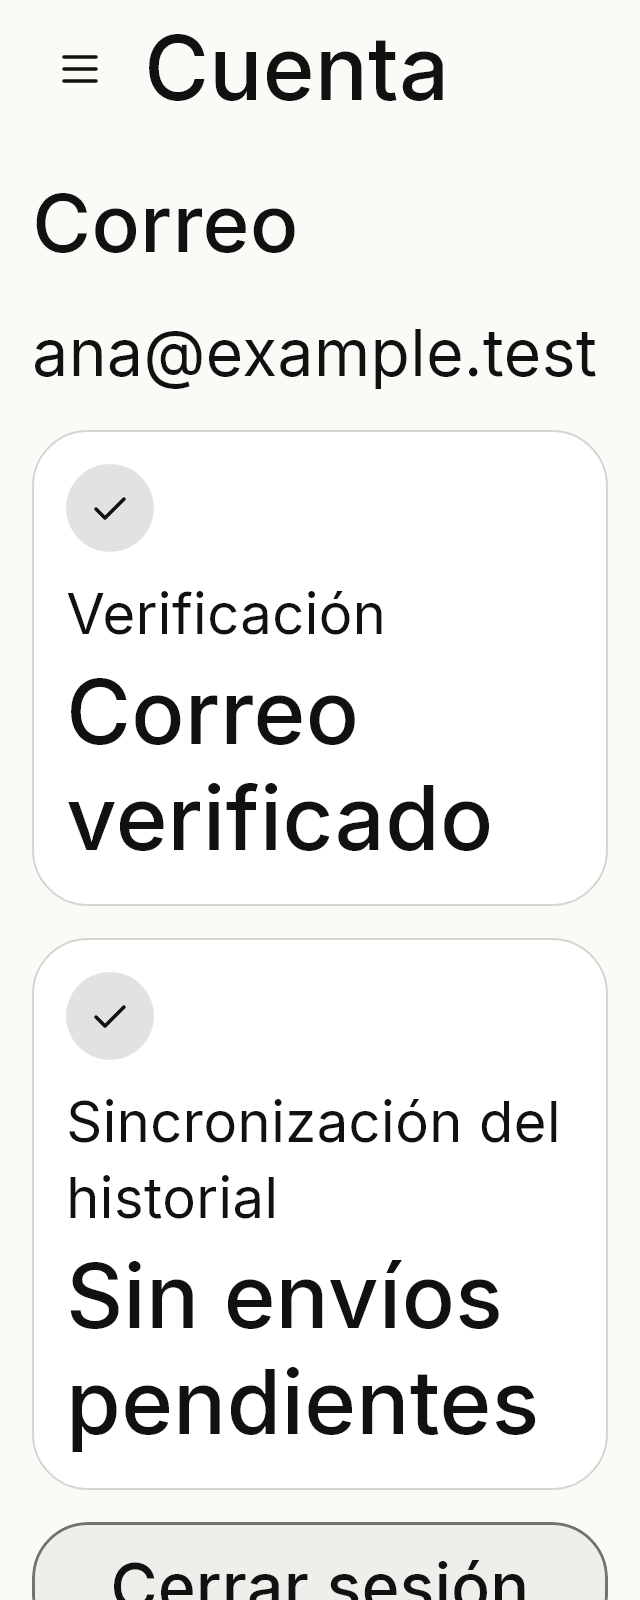 Cuenta
Correo
ana@example.test
Verificación
Correo
verificado
Sincronización del
historial
Sin envíos
pendientes
Cerrar sesión